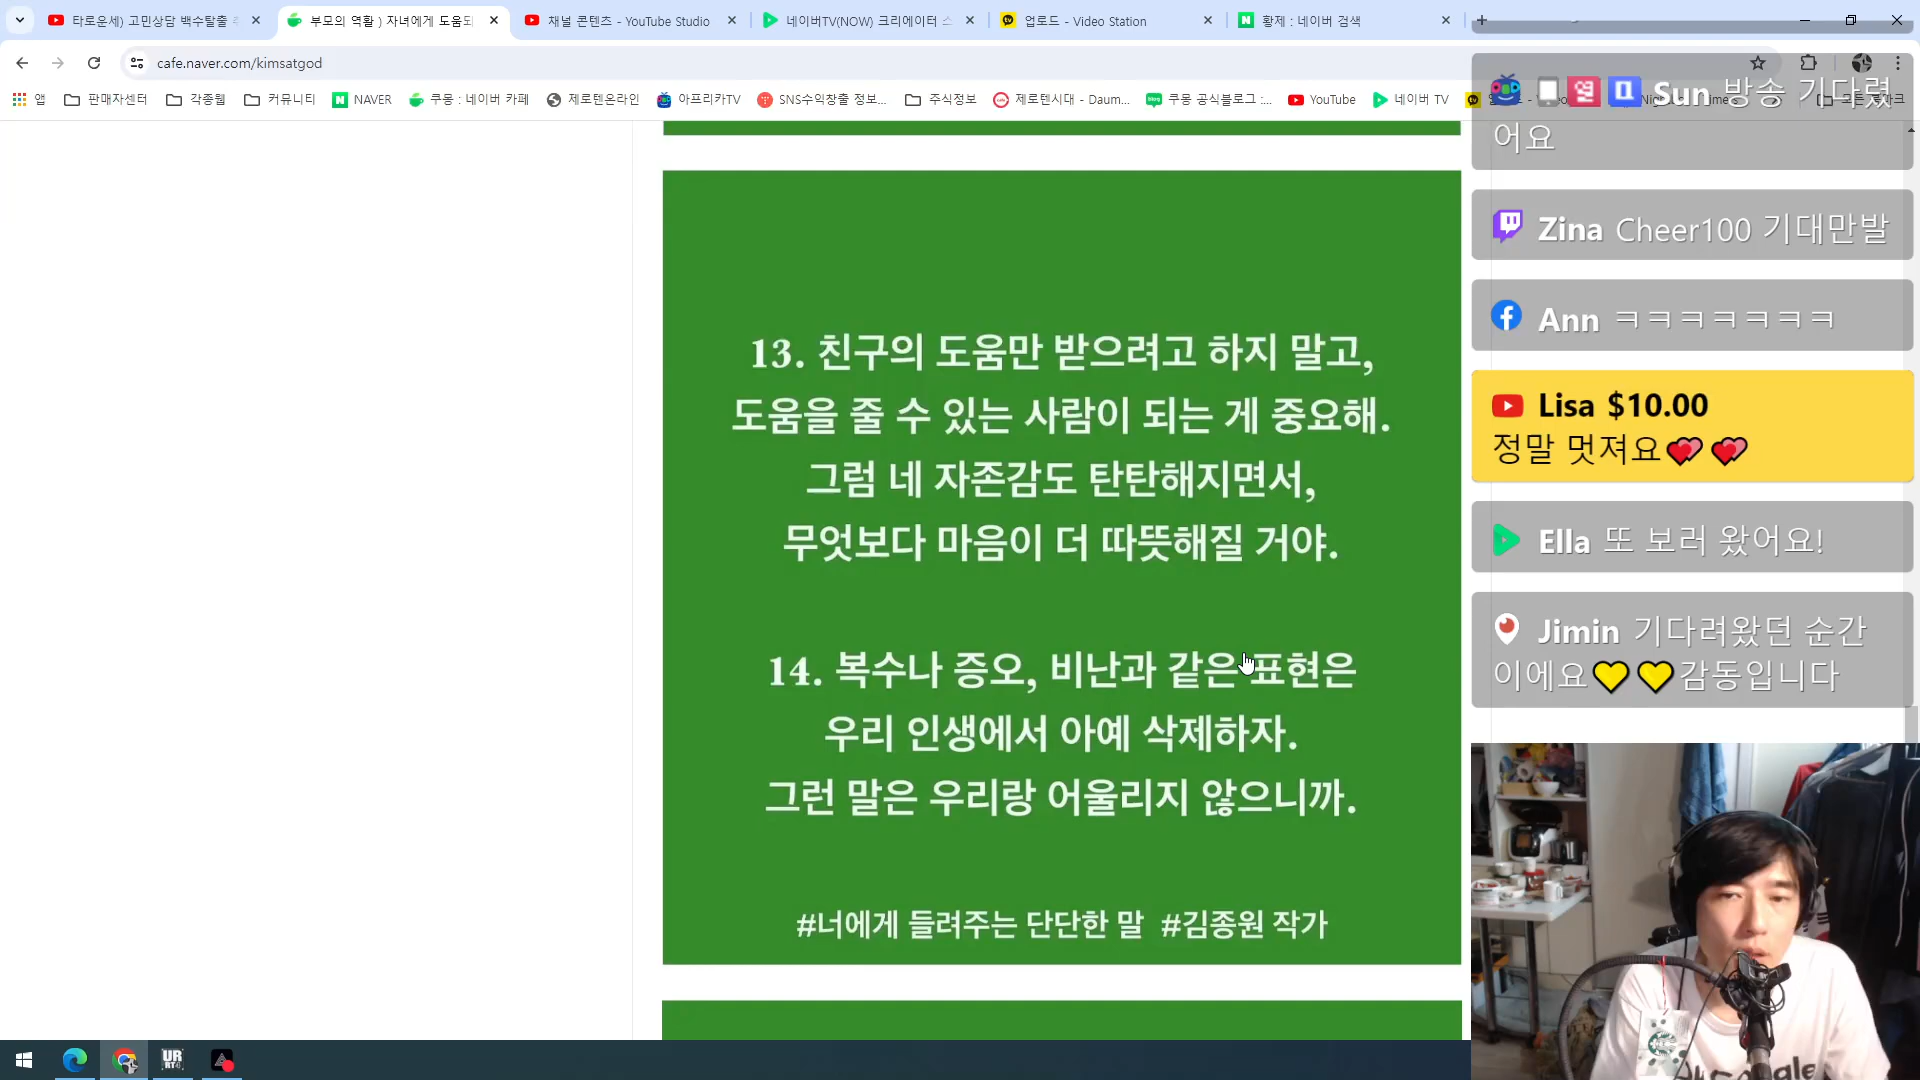 타로운세) 고민상담 백수탈출
부모의 역활 ) 자녀에게 도움되
채널 콘텐츠 - YouTube Studio
네이버TV(NOW) 크리에이터 스
업로드 - Video Station
황제 : 네이버 검색
cafe.naver.com/kimsatgod
앱
판매자센터
각종웹
커뮤니티
NAVER
쿠몽 : 네이버 카페
제로텐온라인
아프리카TV
SNS수익창출 정보...
주식정보
제로텐시대 - Daum...
쿠몽 공식블로그 :...
YouTube
네이버 TV
13. 친구의 도움만 받으려고 하지 말고,
도움을 줄 수 있는 사람이 되는 게 중요해.
그럼 네 자존감도 탄탄해지면서,
무엇보다 마음이 더 따뜻해질 거야.
14. 복수나 증오, 비난과 같은 표현은
우리 인생에서 아예 삭제하자.
그런 말은 우리랑 어울리지 않으니까.
#너에게 들려주는 단단한 말 #김종원 작가
열 Sun 방송 기다렸
어요
Zina Cheer100 기대만발
Ann ㅋㅋㅋㅋㅋㅋㅋ
Lisa $10.00
정말 멋져요💕💕
Ella 또 보러 왔어요!
Jimin 기다려왔던 순간
이에요💛💛감동입니다
UR
RT4